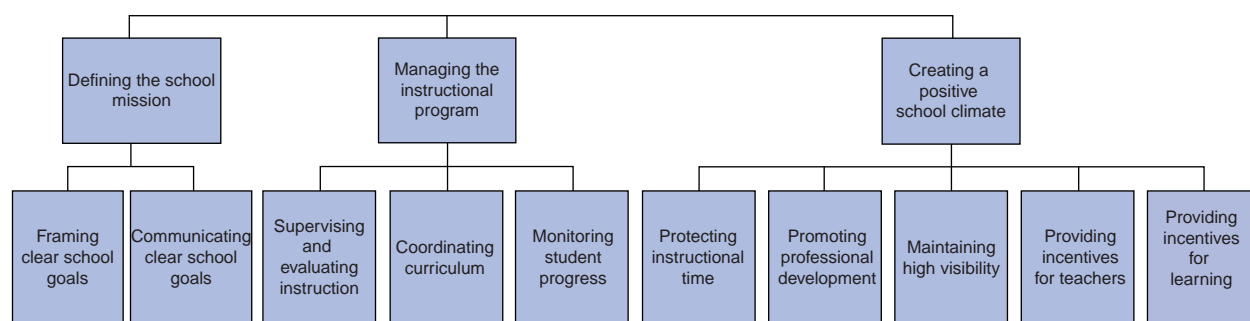 Defining the school
mission
Managing the
instructional
program
Creating a
positive
school climate
Framing
clear school
goals
Communicating
clear school
goals
Supervising
and
evaluating
instruction
Coordinating
curriculum
Monitoring
student
progress
Protecting
instructional
time
Promoting
professional
development
Maintaining
high visibility
Providing
incentives
for teachers
Providing
incentives
for
learning